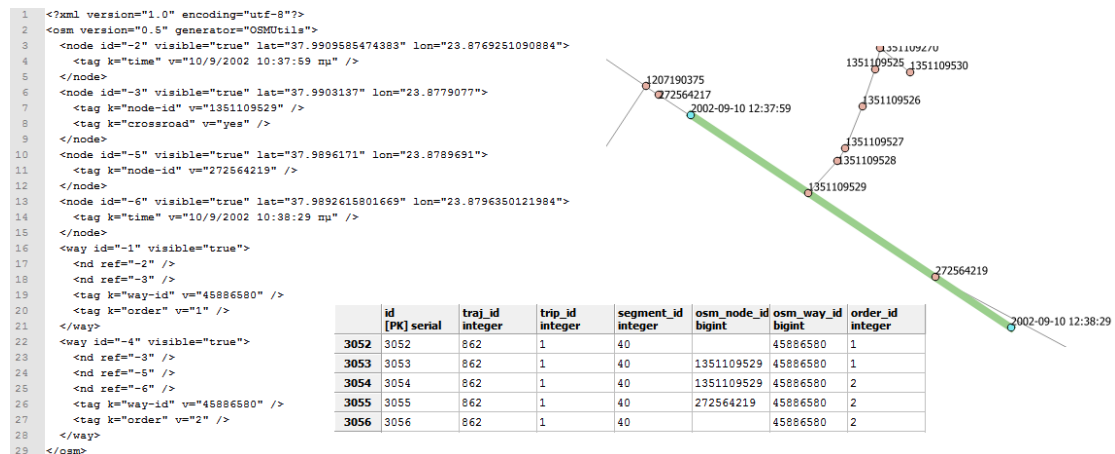 1 <?xml version="1.0" encoding="utf-8"?>
2 <osm version="0.5" generator="OSMUtils">
3 <node id="-2" visible="true" lat="37.9909585474383" lon="23.8769251090884">
4 <tag k="time" v="10/9/2002 10:37:59 πμ" />
5 </node>
6 <node id="-3" visible="true" lat="37.9903137" lon="23.8779077">
7 <tag k="node-id" v="1351109529" />
8 <tag k="crossroad" v="yes" />
9 </node>
10 <node id="-5" visible="true" lat="37.9896171" lon="23.8789691">
11 <tag k="node-id" v="272564219" />
12 </node>
13 <node id="-6" visible="true" lat="37.9892615801669" lon="23.8796350121984">
14 <tag k="time" v="10/9/2002 10:38:29 πμ" />
15 </node>
16 <way id="-1" visible="true">
17 <nd ref="-2" />
18 <nd ref="-3" />
19 <tag k="way-id" v="45886580" />
20 <tag k="order" v="1" />
21 </way>
22 <way id="-4" visible="true">
23 <nd ref="-3" />
24 <nd ref="-5" />
25 <nd ref="-6" />
26 <tag k="way-id" v="45886580" />
27 <tag k="order" v="2" />
28 </way>
29 </osm>
1351109270
1351109525
1351109530
1207190375
272564217
2002-09-10 12:37:59
1351109526
1351109527
1351109528
1351109529
272564219
2002-09-10 12:38:29
id traj_id trip_id segment_id osm_node_id osm_way_id order_id
[PK] serial integer integer integer bigint bigint integer
3052 3052 862 1 40 45886580 1
3053 3053 862 1 40 1351109529 45886580 1
3054 3054 862 1 40 1351109529 45886580 2
3055 3055 862 1 40 272564219 45886580 2
3056 3056 862 1 40 45886580 2